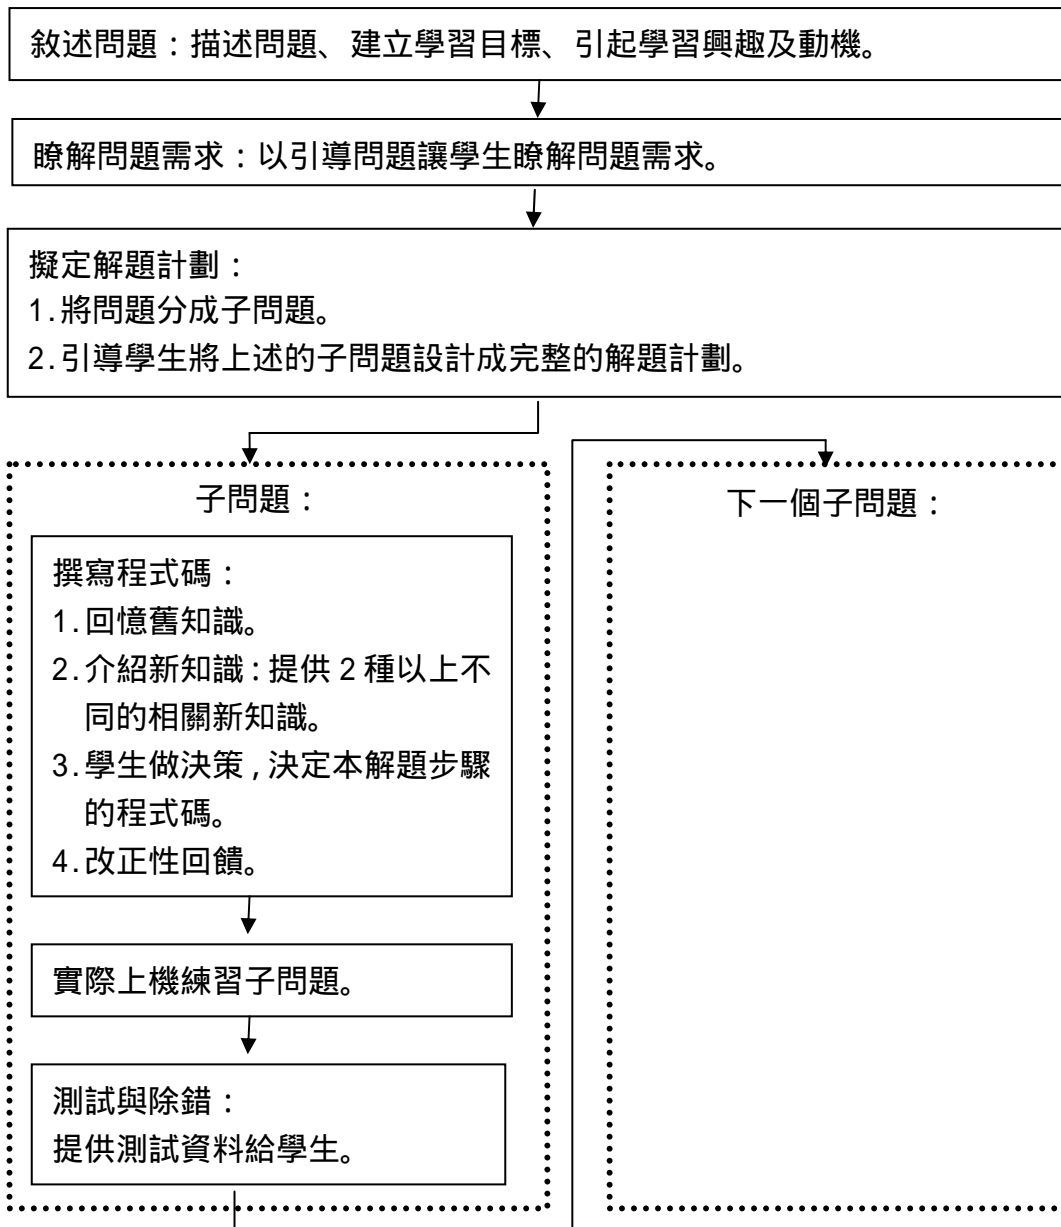 敘述問題：描述問題、建立學習目標、引起學習興趣及動機。
瞭解問題需求：以引導問題讓學生瞭解問題需求。
擬定解題計劃：
1.將問題分成子問題。
2.引導學生將上述的子問題設計成完整的解題計劃。
子問題：
撰寫程式碼：
1.回憶舊知識。
2.介紹新知識：提供 2 種以上不
同的相關新知識。
3.學生做決策，決定本解題步驟
的程式碼。
4.改正性回饋。
實際上機練習子問題。
測試與除錯：
提供測試資料給學生。
下一個子問題：